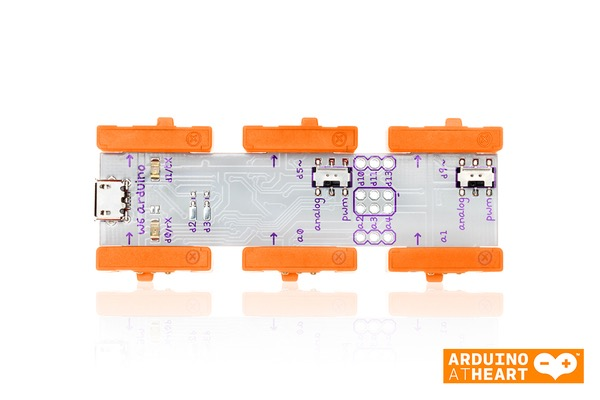 w6 arduino
d1/tx
d0/rx
d2
d3
d5~
analog
pwm
a0
d10
d11
d13
a2
a3
a4
d9~
analog
pwm
a1
ARDUINO
AT HEART